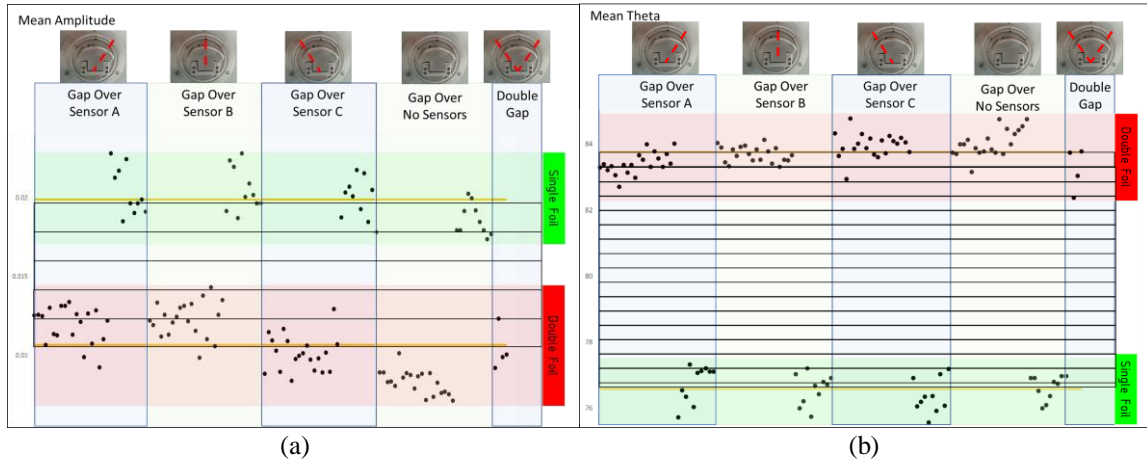 Mean Amplitude
Gap Over
Sensor A
Gap Over
Sensor B
Gap Over
Sensor C
Gap Over
No Sensors
Double
Gap
0.02
0.015
0.01
Single Foil
Double Foil
(a)
Mean Theta
Gap Over
Sensor A
Gap Over
Sensor B
Gap Over
Sensor C
Gap Over
No Sensors
Double
Gap
84
82
80
78
77
76
Double Foil
Single Foil
(b)